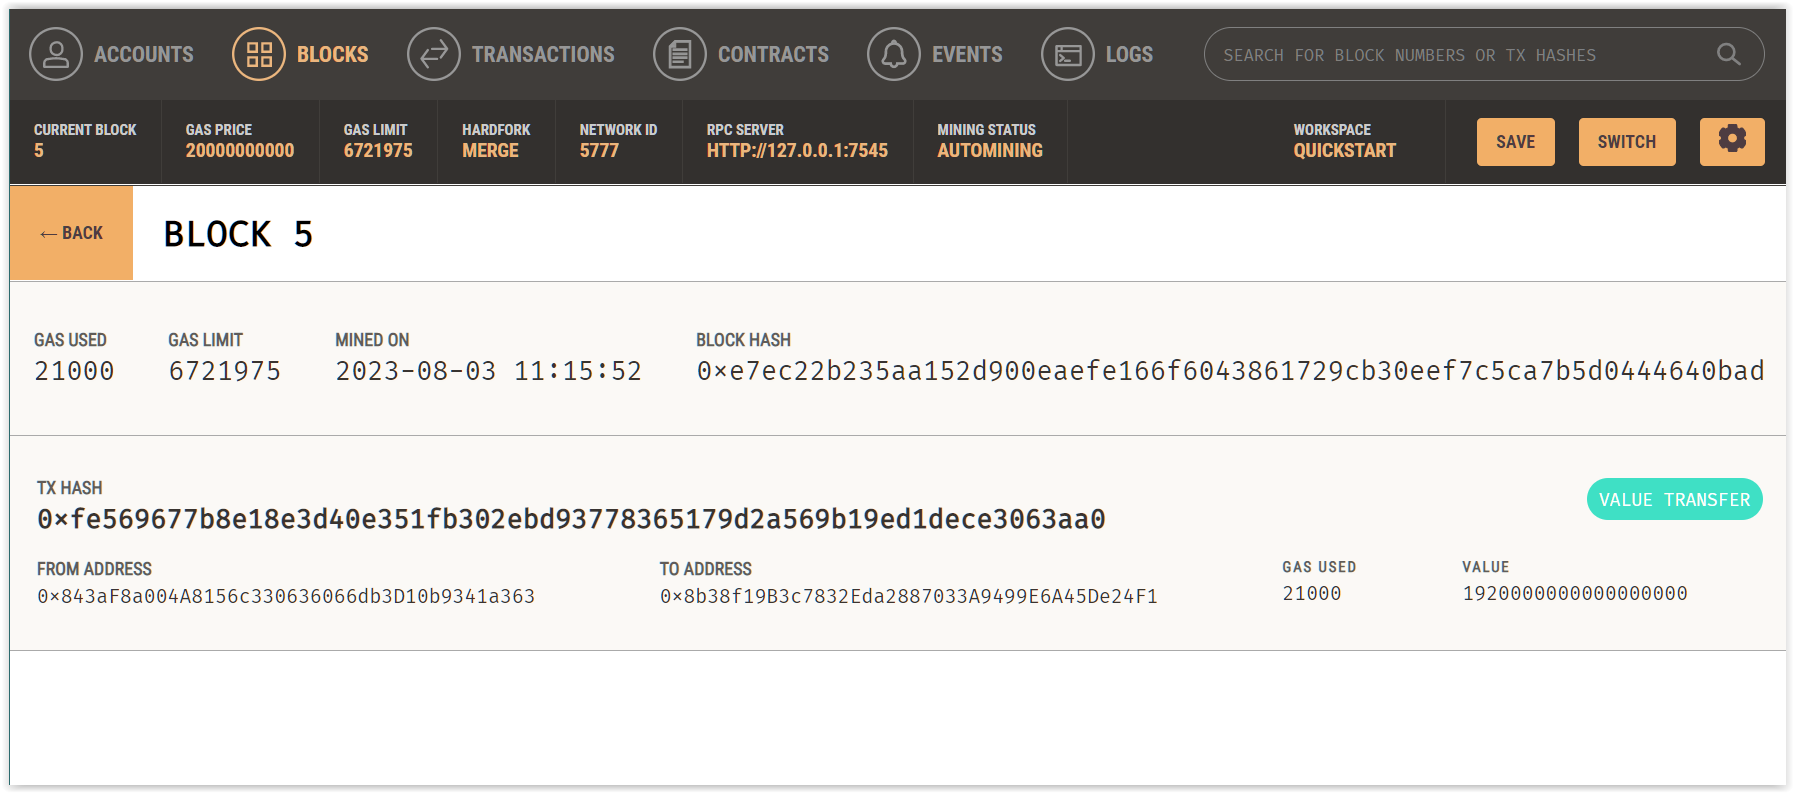 ACCOUNTS BLOCKS TRANSACTIONS CONTRACTS EVENTS LOGS SEARCH FOR BLOCK NUMBERS OR TX HASHES
CURRENT BLOCK GAS PRICE GAS LIMIT HARDFORK NETWORK ID RPC SERVER MINING STATUS WORKSPACE
5 20000000000 6721975 MERGE 5777 HTTP://127.0.0.1:7545 AUTOMINING QUICKSTART SAVE SWITCH
← BACK BLOCK 5
GAS USED GAS LIMIT MINED ON BLOCK HASH
21000 6721975 2023-08-03 11:15:52 0×e7ec22b235aa152d900eaefe166f6043861729cb30eef7c5ca7b5d0444640bad
TX HASH
0×fe569677b8e18e3d40e351fb302ebd93778365179d2a569b19ed1dece3063aa0 VALUE TRANSFER
FROM ADDRESS TO ADDRESS GAS USED VALUE
0×843aF8a004A8156c330636066db3D10b9341a363 0×8b38f19B3c7832Eda2887033A9499E6A45De24F1 21000 1920000000000000000